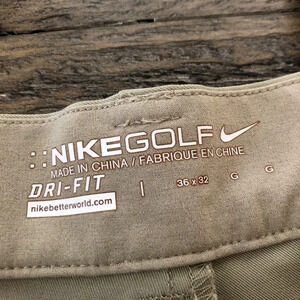 NIKEGOLF
MADE IN CHINA / FABRIQUE EN CHINE
DRI-FIT | 36 x 32 G G
nikebetterworld.com